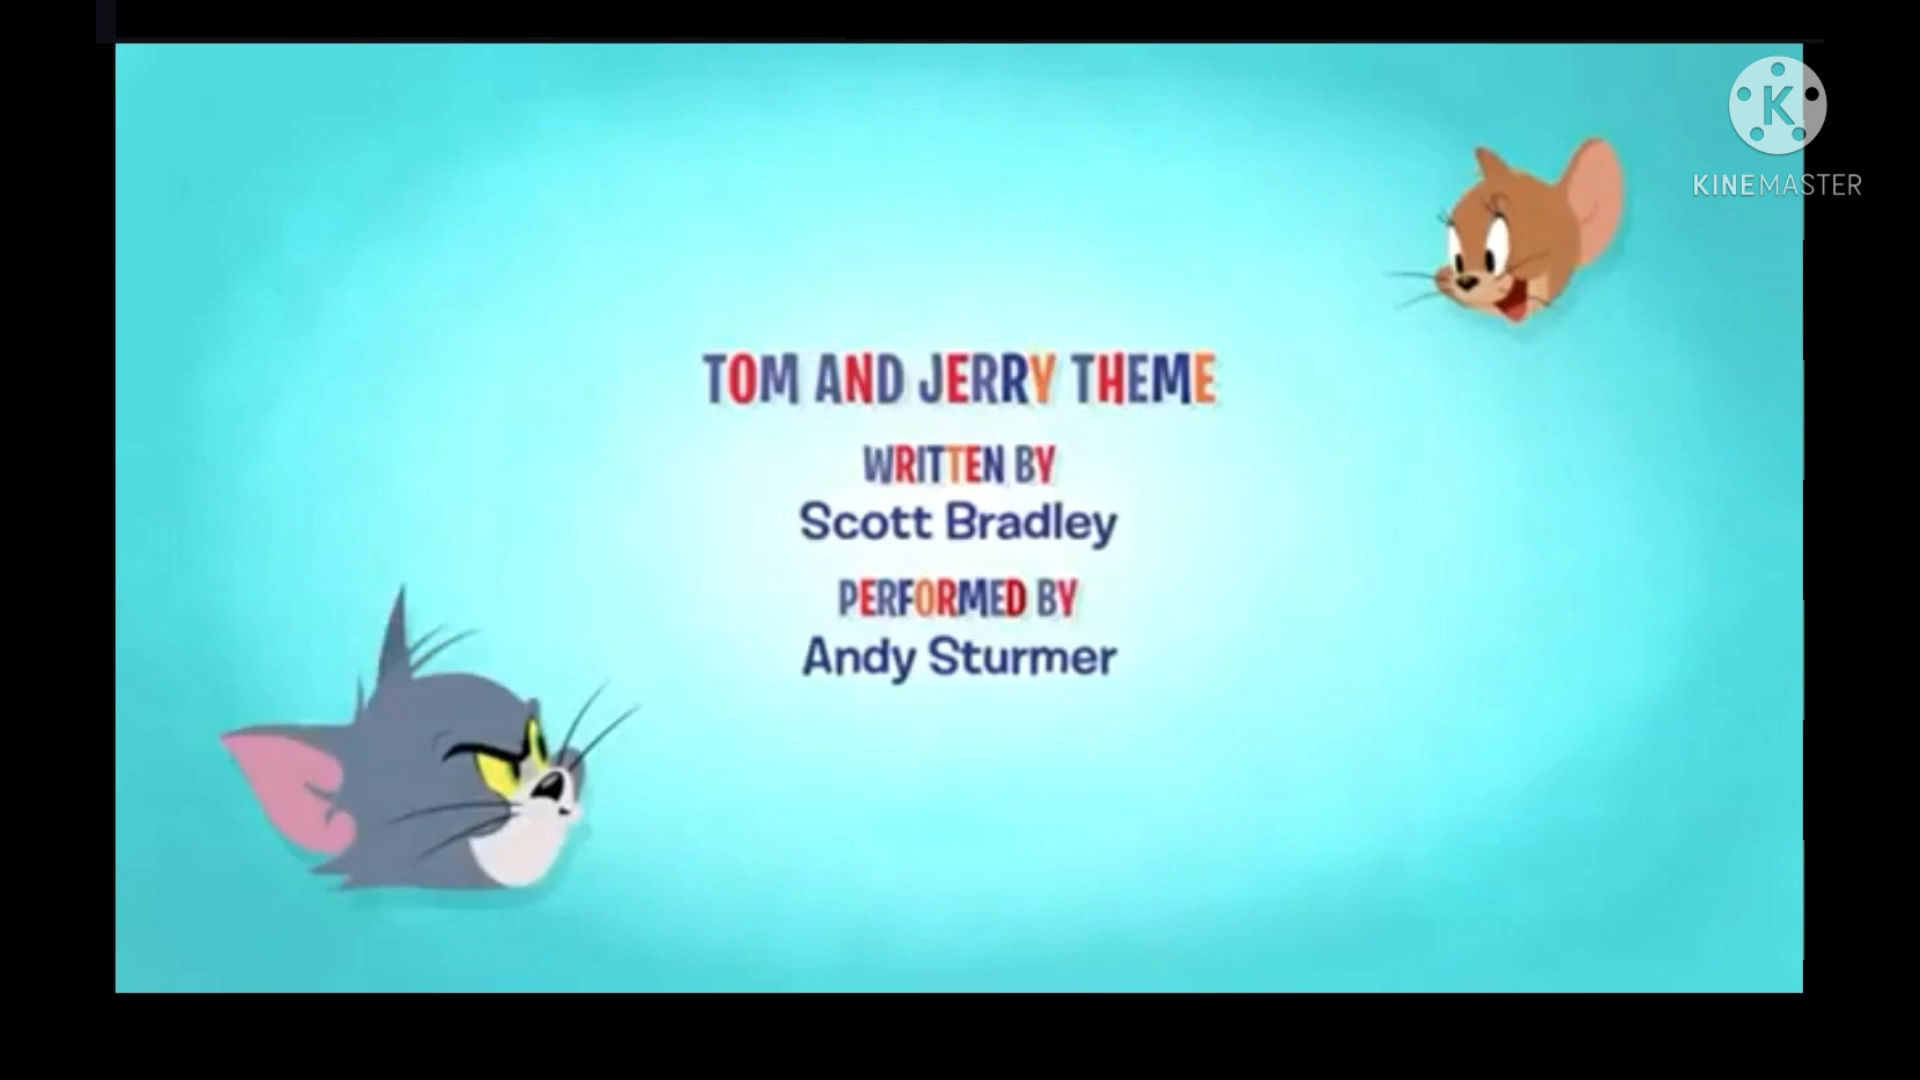 K
KINEMASTER
TOM AND JERRY THEME
WRITTEN BY
Scott Bradley
PERFORMED BY
Andy Sturmer